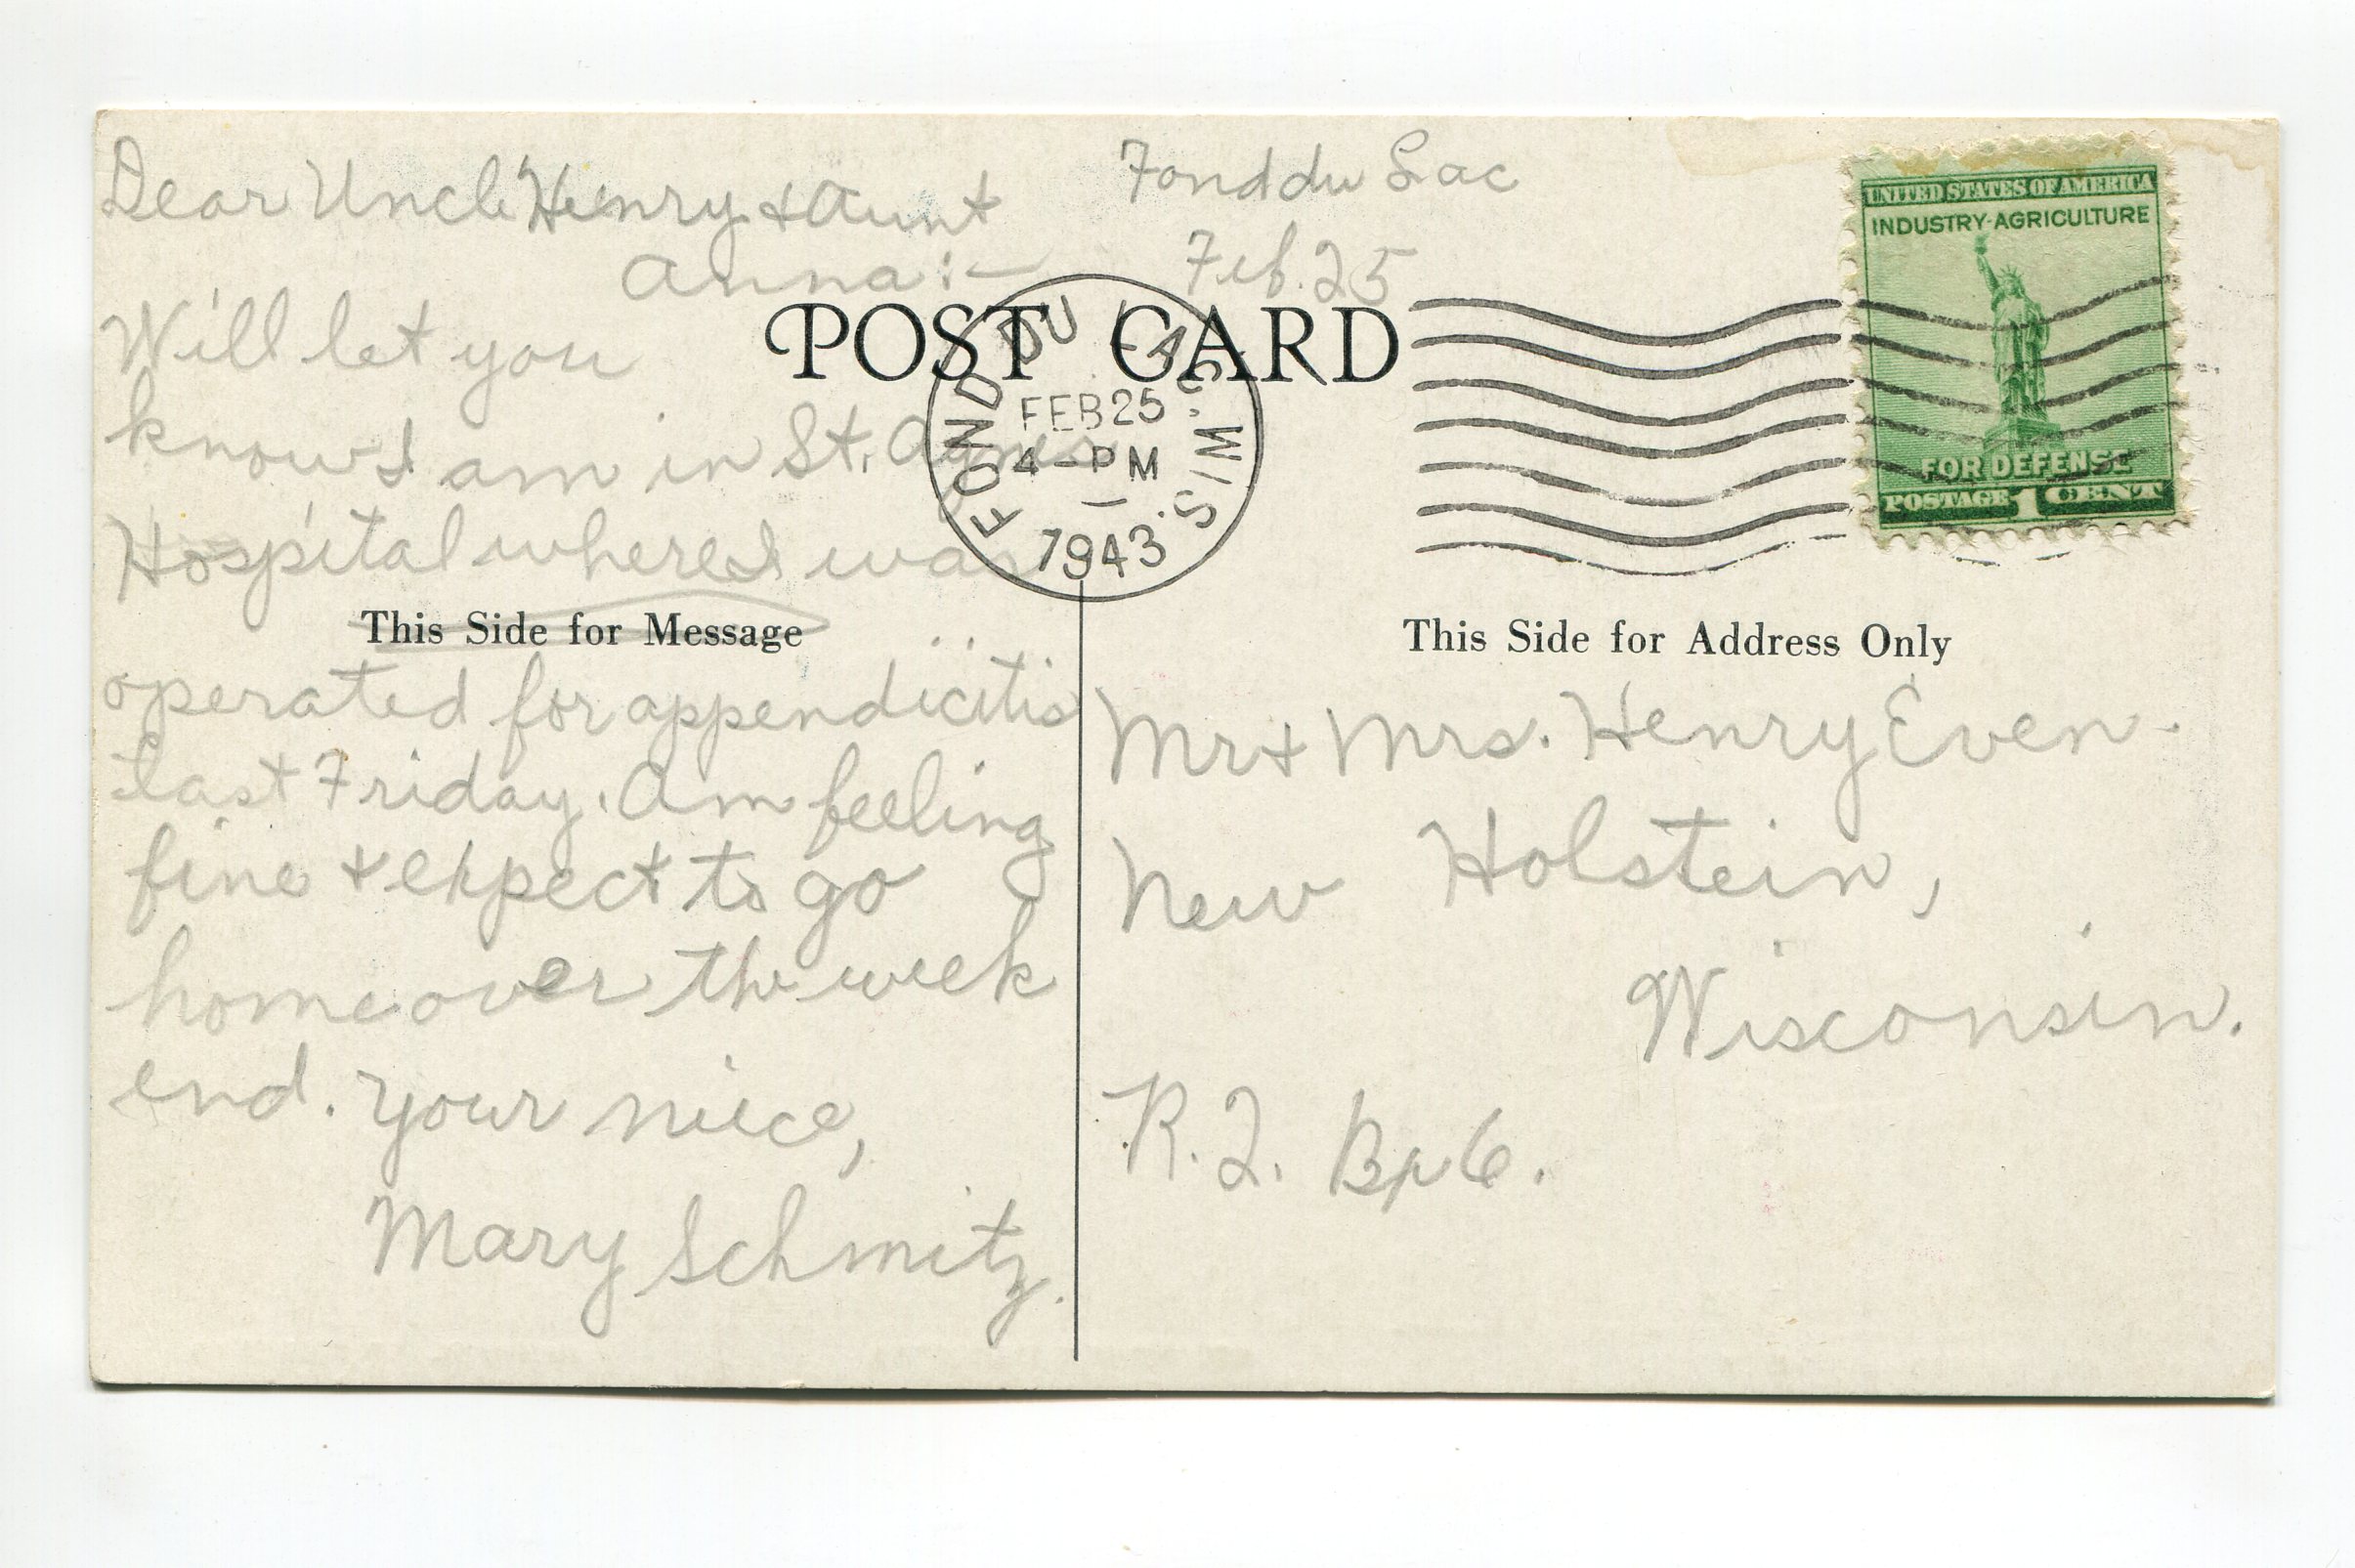 Dear Uncle Henry & Aunt
Anna:—
Fond du Lac
Feb. 25
POST CARD
FOND DU LAC, WIS.
FEB 25
4-PM
1943
UNITED STATES OF AMERICA
INDUSTRY-AGRICULTURE
FOR DEFENSE
POSTAGE 1 CENT
Will let you
know I am in St. Agnes
Hospital where I was
This Side for Message
operated for appendicitis
last Friday. Am feeling
fine & expect to go
home over the week
end. Your niece,
Mary Schmitz.
This Side for Address Only
Mr & Mrs. Henry Even.
New Holstein,
Wisconsin.
R. 2. Bx 6.